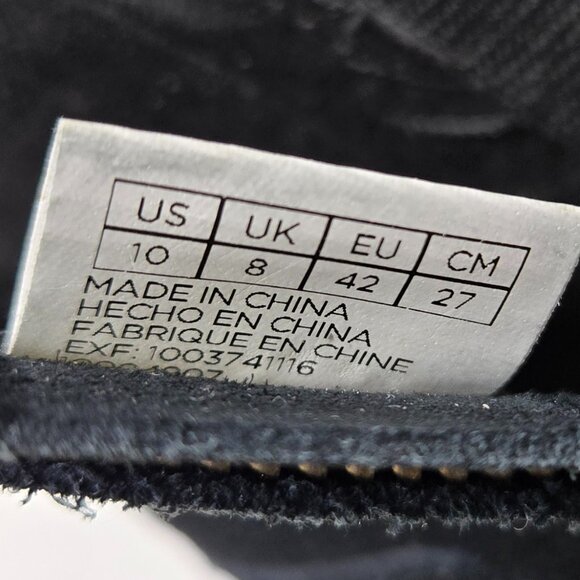 US UK EU CM
10 8 42 27
MADE IN CHINA
HECHO EN CHINA
FABRIQUE EN CHINE
EXF: 1003741116